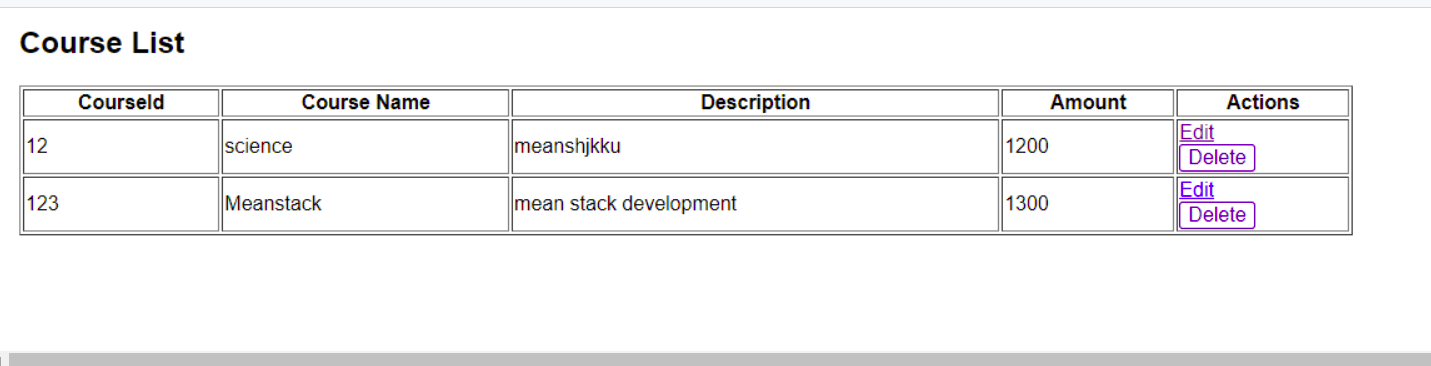 Course List
CourseId Course Name Description Amount Actions
12 science meanshjkku 1200 Edit
Delete
123 Meanstack mean stack development 1300 Edit
Delete